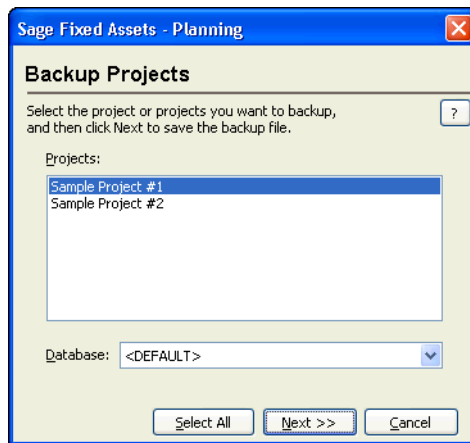 Sage Fixed Assets - Planning
Backup Projects
Select the project or projects you want to backup,
and then click Next to save the backup file.
?
Projects:
Sample Project #1
Sample Project #2
Database: <DEFAULT>
Select All Next >> Cancel